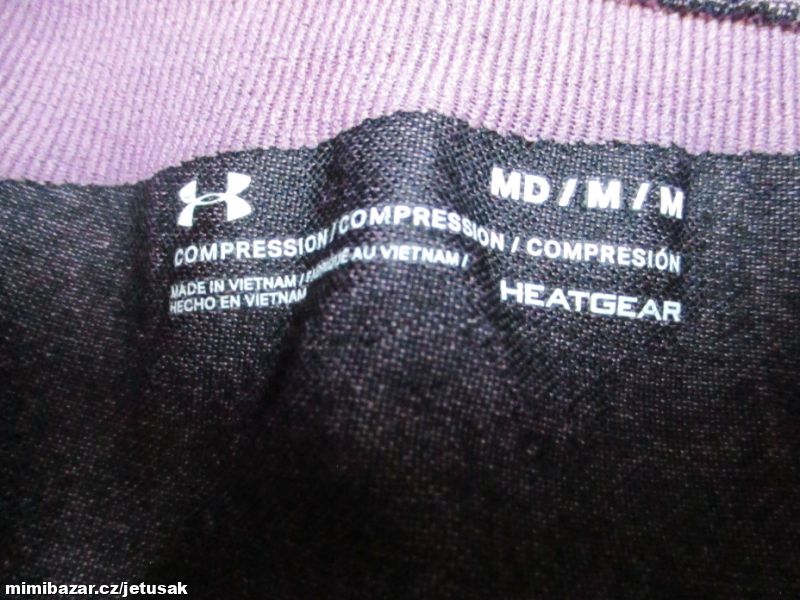 MD / M / M
COMPRESSION / COMPRESSION / COMPRESIÓN
MADE IN VIETNAM / FABRIQUÉ AU VIETNAM /
HECHO EN VIETNAM
HEATGEAR
mimibazar.cz/jetusak